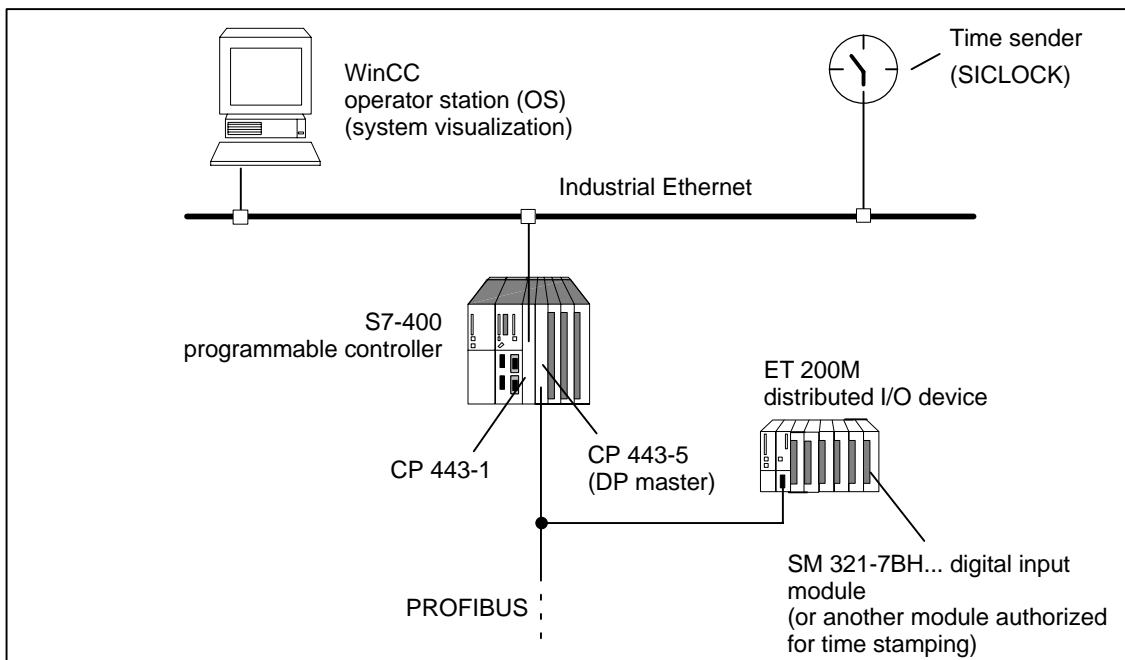 Time sender
(SICLOCK)
WinCC
operator station (OS)
(system visualization)
Industrial Ethernet
S7-400
programmable controller
ET 200M
distributed I/O device
CP 443-1
CP 443-5
(DP master)
SM 321-7BH... digital input
module
(or another module authorized
for time stamping)
PROFIBUS